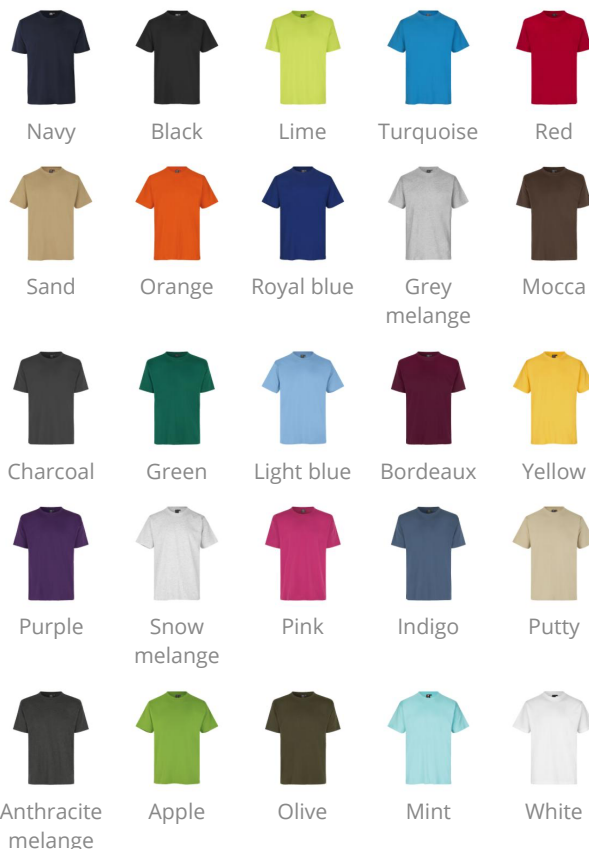 Navy
Black
Lime
Turquoise
Red
Sand
Orange
Royal blue
Grey
melange
Mocca
Charcoal
Green
Light blue
Bordeaux
Yellow
Purple
Snow
melange
Pink
Indigo
Putty
Anthracite
melange
Apple
Olive
Mint
White